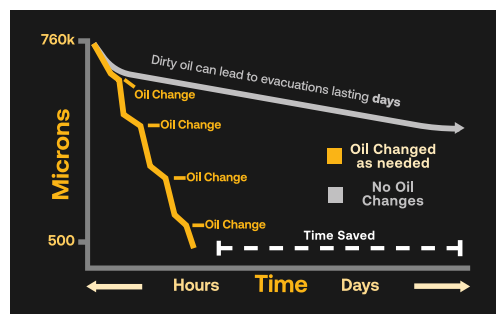 760k
Dirty oil can lead to evacuations lasting days
Oil Change
Oil Change
Oil Changed
as needed
Microns
Oil Change
No Oil
Changes
Oil Change
Time Saved
500
Hours
Time
Days